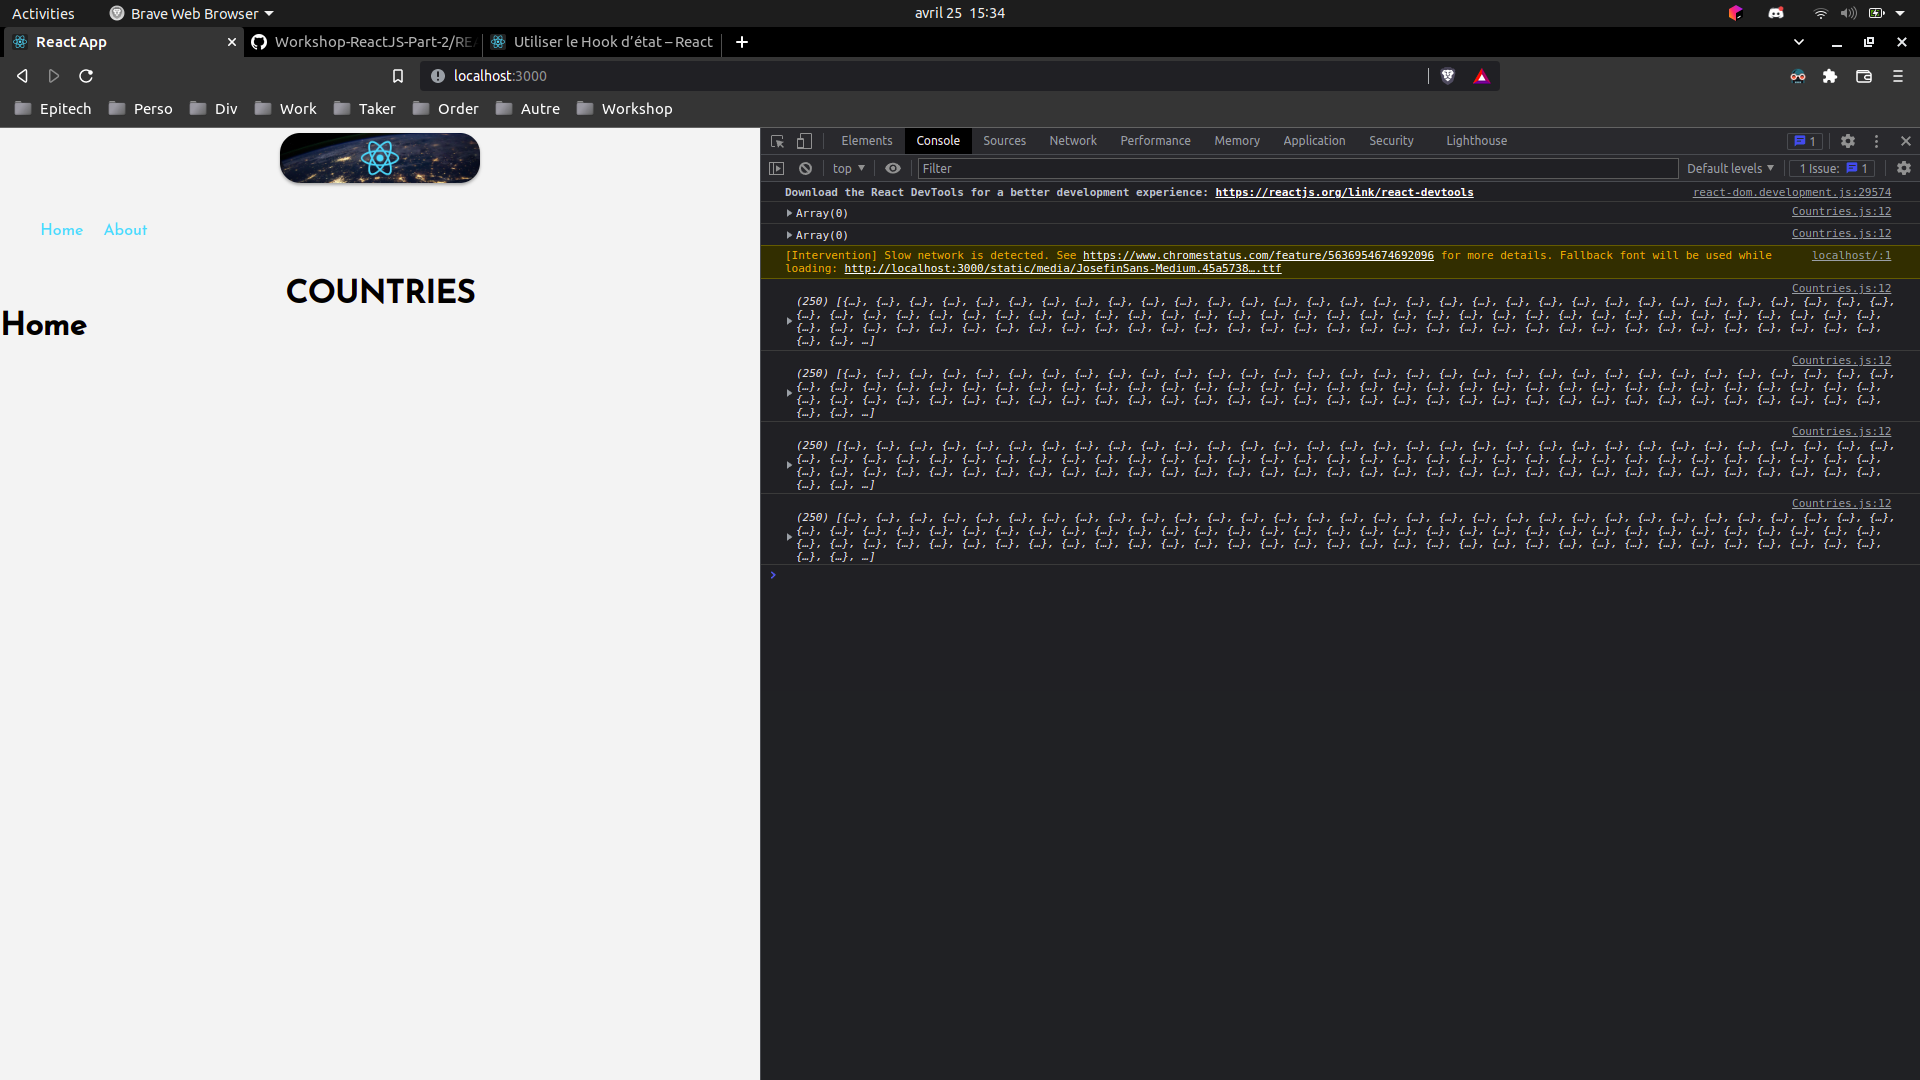 Activities
Brave Web Browser
avril 25 15:34
React App
Workshop-ReactJS-Part-2/REA
Utiliser le Hook d'état – React
localhost:3000
Epitech
Perso
Div
Work
Taker
Order
Autre
Workshop
Home
About
COUNTRIES
Home
Elements
Console
Sources
Network
Performance
Memory
Application
Security
Lighthouse
1
top
Filter
Default levels
1 Issue:
1
Download the React DevTools for a better development experience: https://reactjs.org/link/react-devtools
react-dom.development.js:29574
Array(0)
Countries.js:12
Array(0)
Countries.js:12
[Intervention] Slow network is detected. See https://www.chromestatus.com/feature/5636954674692096 for more details. Fallback font will be used while
localhost/:1
loading: http://localhost:3000/static/media/JosefinSans-Medium.45a5738….ttf
Countries.js:12
(250) [{…}, {…}, {…}, {…}, {…}, {…}, {…}, {…}, {…}, {…}, {…}, {…}, {…}, {…}, {…}, {…}, {…}, {…}, {…}, {…}, {…}, {…}, {…}, {…}, {…}, {…}, {…}, {…}, {…}, {…}, {…}, {…},
{…}, {…}, {…}, {…}, {…}, {…}, {…}, {…}, {…}, {…}, {…}, {…}, {…}, {…}, {…}, {…}, {…}, {…}, {…}, {…}, {…}, {…}, {…}, {…}, {…}, {…}, {…}, {…}, {…}, {…}, {…}, {…}, {…},
{…}, {…}, {…}, {…}, {…}, {…}, {…}, {…}, {…}, {…}, {…}, {…}, {…}, {…}, {…}, {…}, {…}, {…}, {…}, {…}, {…}, {…}, {…}, {…}, {…}, {…}, {…}, {…}, {…}, {…}, {…}, {…}, {…},
{…}, {…}, …]
Countries.js:12
(250) [{…}, {…}, {…}, {…}, {…}, {…}, {…}, {…}, {…}, {…}, {…}, {…}, {…}, {…}, {…}, {…}, {…}, {…}, {…}, {…}, {…}, {…}, {…}, {…}, {…}, {…}, {…}, {…}, {…}, {…}, {…}, {…},
{…}, {…}, {…}, {…}, {…}, {…}, {…}, {…}, {…}, {…}, {…}, {…}, {…}, {…}, {…}, {…}, {…}, {…}, {…}, {…}, {…}, {…}, {…}, {…}, {…}, {…}, {…}, {…}, {…}, {…}, {…}, {…}, {…},
{…}, {…}, {…}, {…}, {…}, {…}, {…}, {…}, {…}, {…}, {…}, {…}, {…}, {…}, {…}, {…}, {…}, {…}, {…}, {…}, {…}, {…}, {…}, {…}, {…}, {…}, {…}, {…}, {…}, {…}, {…}, {…}, {…},
{…}, {…}, …]
Countries.js:12
(250) [{…}, {…}, {…}, {…}, {…}, {…}, {…}, {…}, {…}, {…}, {…}, {…}, {…}, {…}, {…}, {…}, {…}, {…}, {…}, {…}, {…}, {…}, {…}, {…}, {…}, {…}, {…}, {…}, {…}, {…}, {…}, {…},
{…}, {…}, {…}, {…}, {…}, {…}, {…}, {…}, {…}, {…}, {…}, {…}, {…}, {…}, {…}, {…}, {…}, {…}, {…}, {…}, {…}, {…}, {…}, {…}, {…}, {…}, {…}, {…}, {…}, {…}, {…}, {…}, {…},
{…}, {…}, {…}, {…}, {…}, {…}, {…}, {…}, {…}, {…}, {…}, {…}, {…}, {…}, {…}, {…}, {…}, {…}, {…}, {…}, {…}, {…}, {…}, {…}, {…}, {…}, {…}, {…}, {…}, {…}, {…}, {…}, {…},
{…}, {…}, …]
Countries.js:12
(250) [{…}, {…}, {…}, {…}, {…}, {…}, {…}, {…}, {…}, {…}, {…}, {…}, {…}, {…}, {…}, {…}, {…}, {…}, {…}, {…}, {…}, {…}, {…}, {…}, {…}, {…}, {…}, {…}, {…}, {…}, {…}, {…},
{…}, {…}, {…}, {…}, {…}, {…}, {…}, {…}, {…}, {…}, {…}, {…}, {…}, {…}, {…}, {…}, {…}, {…}, {…}, {…}, {…}, {…}, {…}, {…}, {…}, {…}, {…}, {…}, {…}, {…}, {…}, {…}, {…},
{…}, {…}, {…}, {…}, {…}, {…}, {…}, {…}, {…}, {…}, {…}, {…}, {…}, {…}, {…}, {…}, {…}, {…}, {…}, {…}, {…}, {…}, {…}, {…}, {…}, {…}, {…}, {…}, {…}, {…}, {…}, {…}, {…},
{…}, {…}, …]